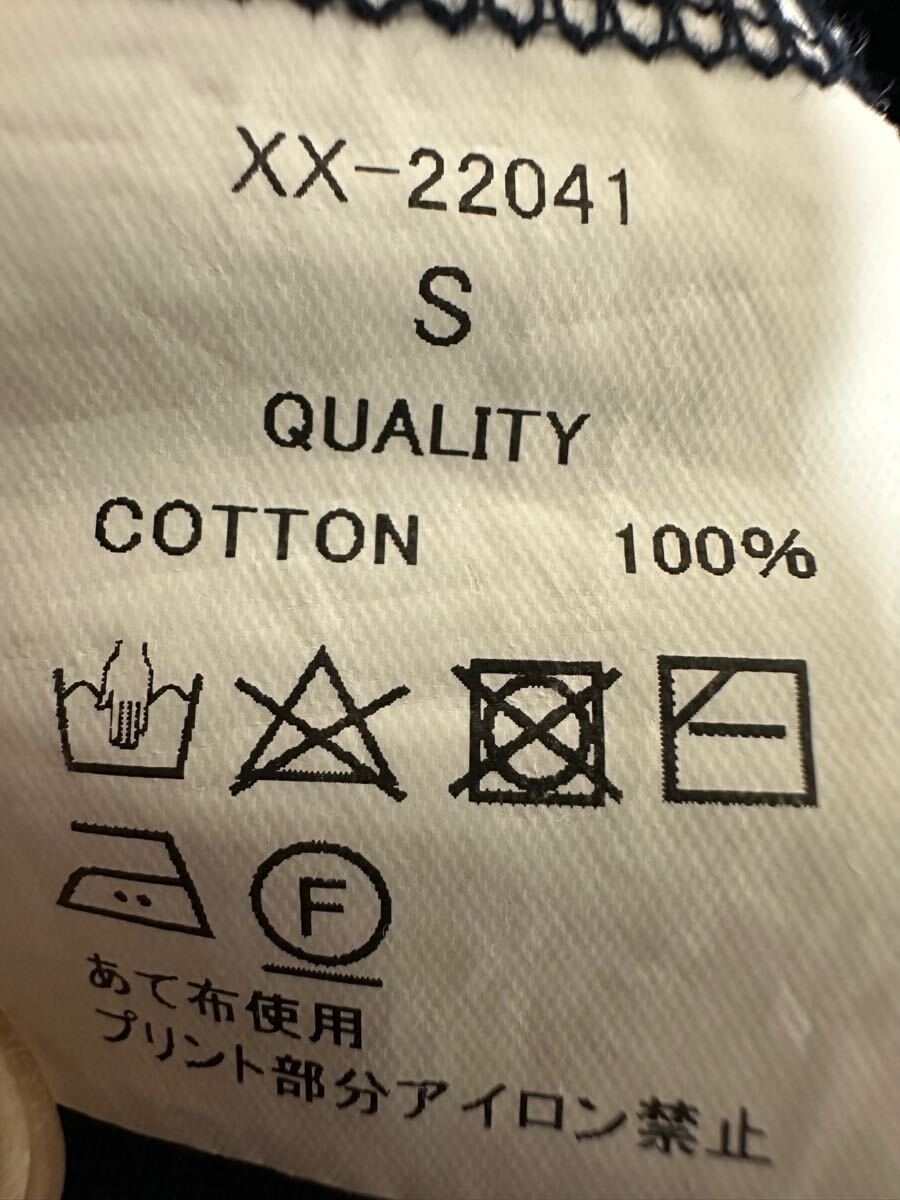 XX-22041
S
QUALITY
COTTON 100%
F
あて布使用
プリント部分アイロン禁止